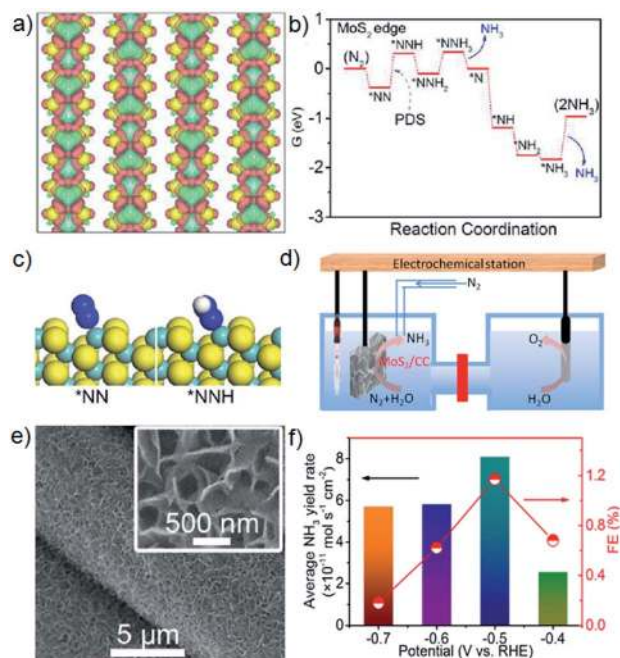 a)
b)
MoS2 edge
(N2)
*NN
*NNH
*NNH2
*NNH3
*N
NH3
PDS
*NH
*NH2
*NH3
(2NH3)
NH3
G (eV)
1
0
-1
-2
-3
Reaction Coordination
c)
*NN
*NNH
d)
Electrochemical station
N2
NH3
MoS2/CC
N2+H2O
O2
H2O
e)
500 nm
5 µm
f)
Average NH3 yield rate
(×10-11 mol s-1 cm-2)
8
6
4
2
0
1.2
0.8
0.4
0.0
FE (%)
-0.7 -0.6 -0.5 -0.4
Potential (V vs. RHE)